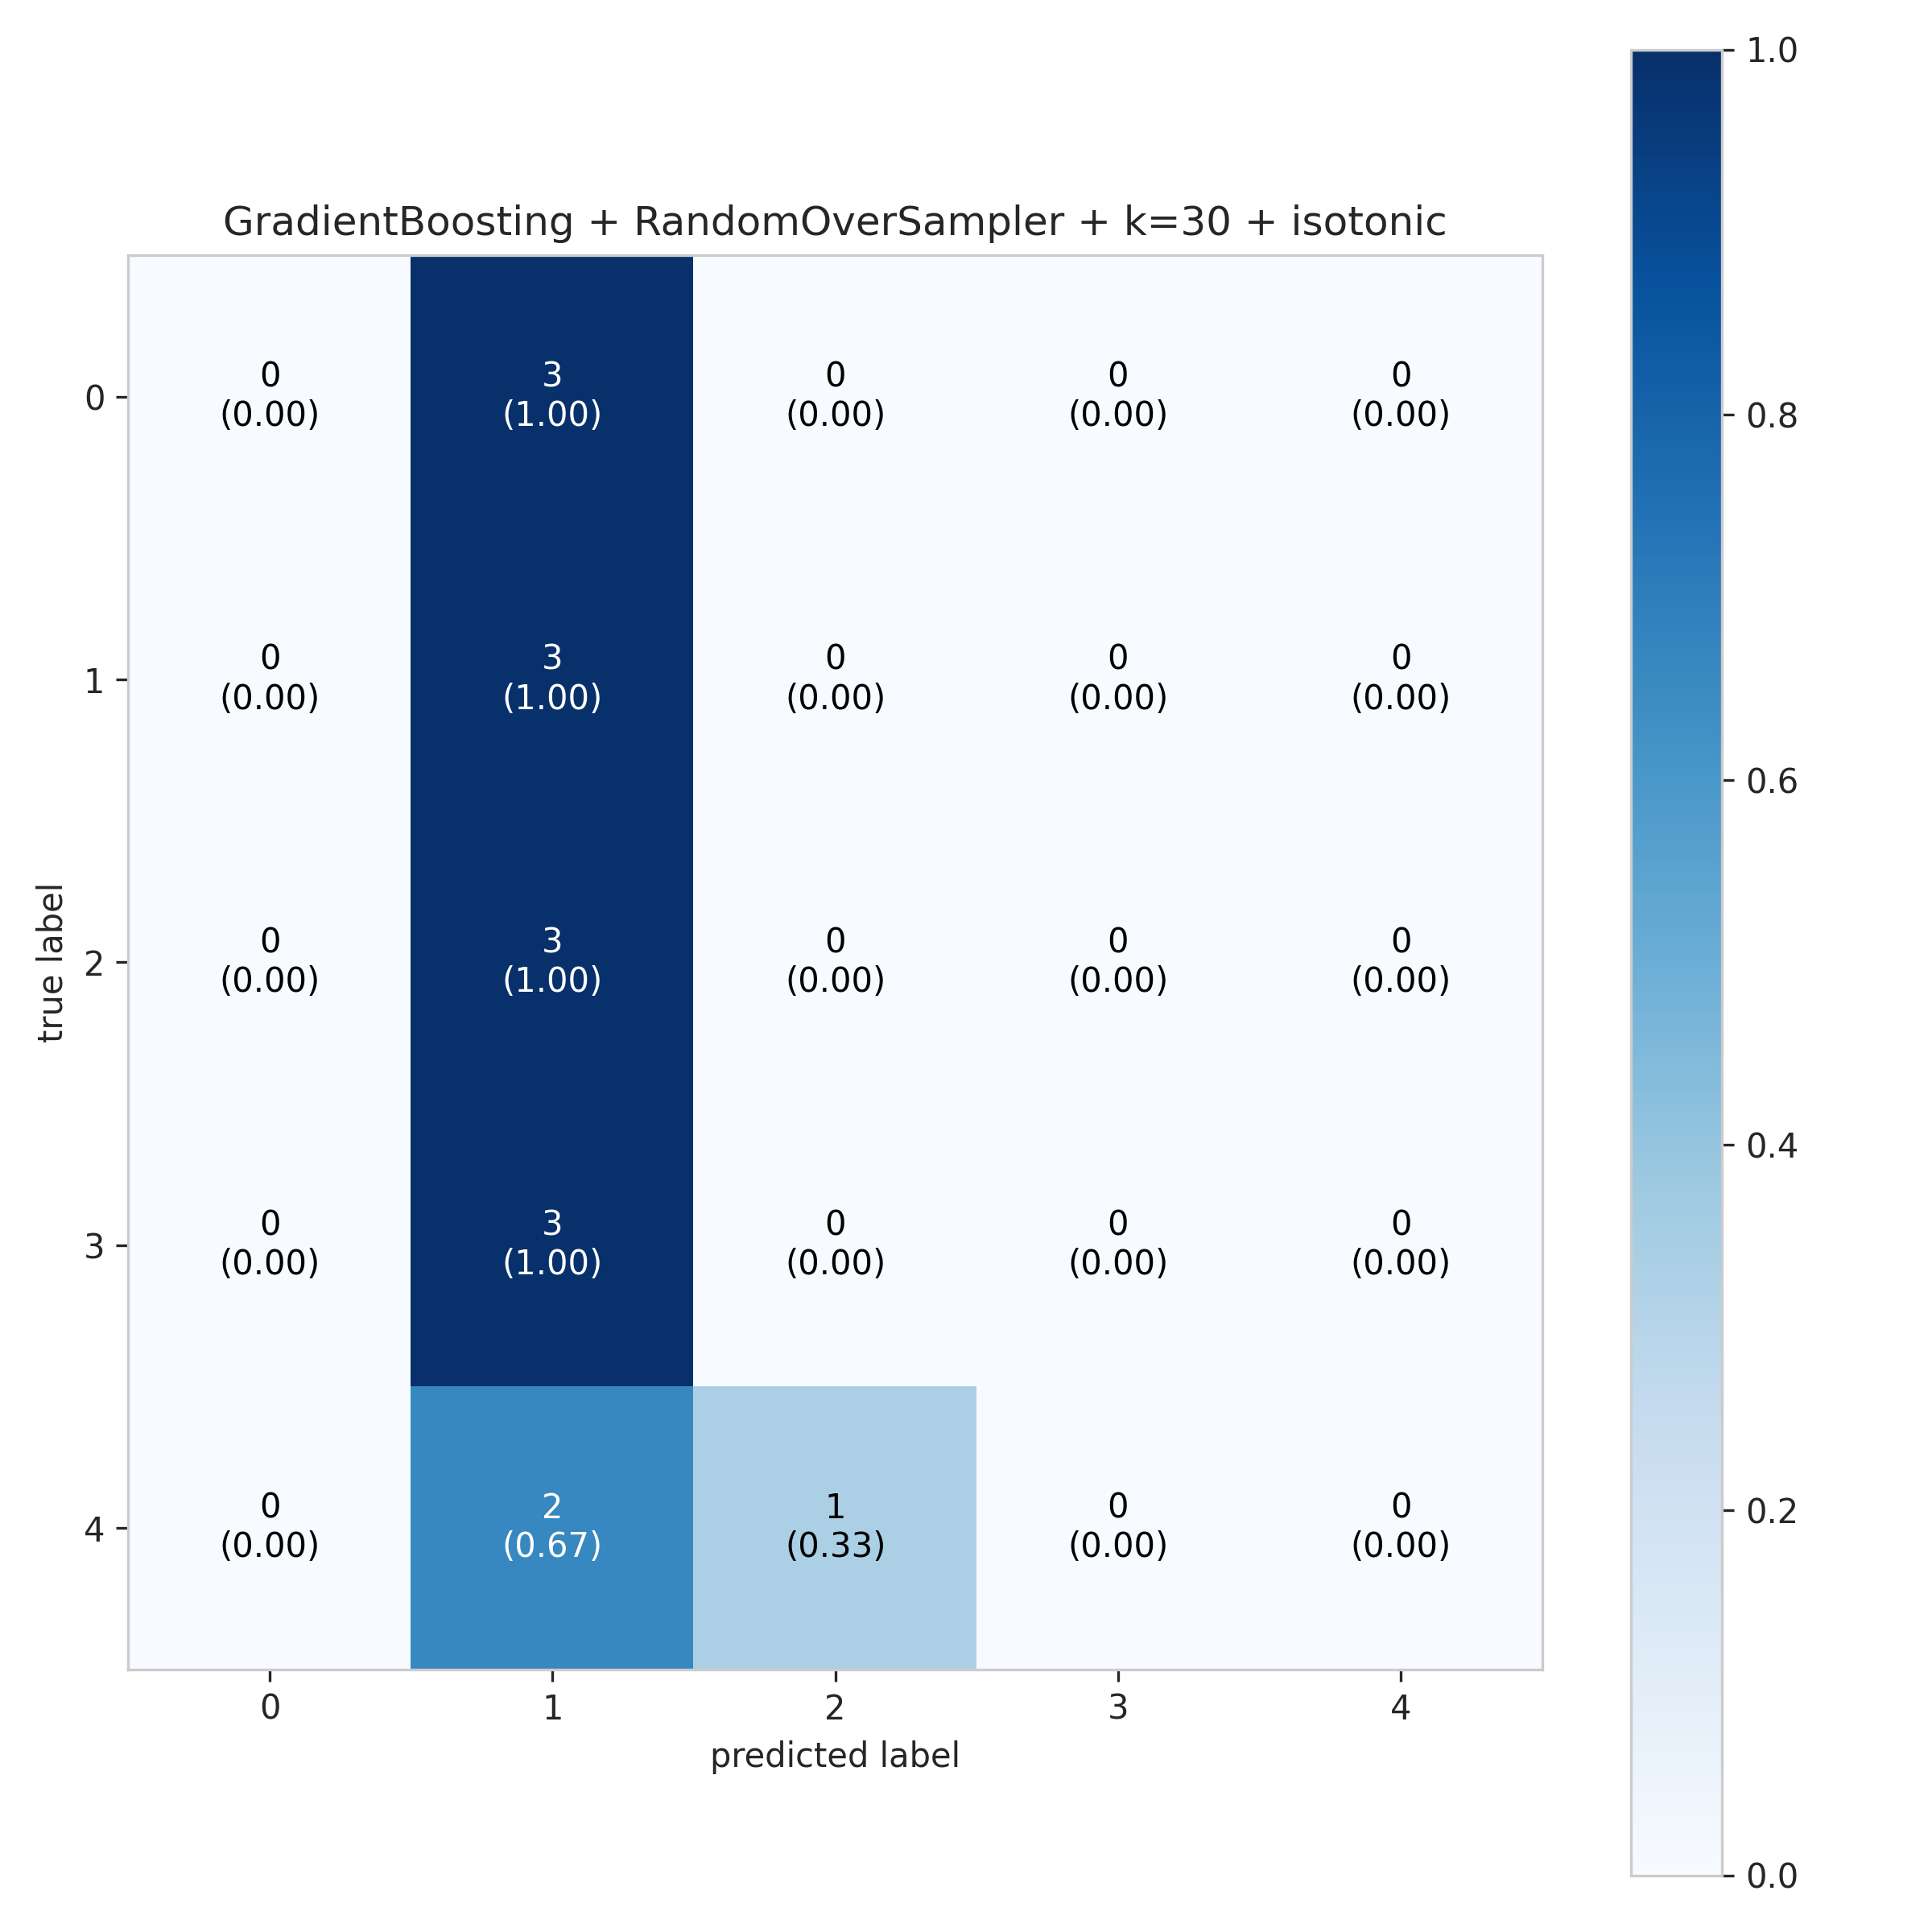 GradientBoosting + RandomOverSampler + k=30 + isotonic
true label
0
0 3 0 0 0
(0.00) (1.00) (0.00) (0.00) (0.00)
1
0 3 0 0 0
(0.00) (1.00) (0.00) (0.00) (0.00)
2
0 3 0 0 0
(0.00) (1.00) (0.00) (0.00) (0.00)
3
0 3 0 0 0
(0.00) (1.00) (0.00) (0.00) (0.00)
4
0 2 1 0 0
(0.00) (0.67) (0.33) (0.00) (0.00)
0 1 2 3 4
predicted label
1.0
0.8
0.6
0.4
0.2
0.0